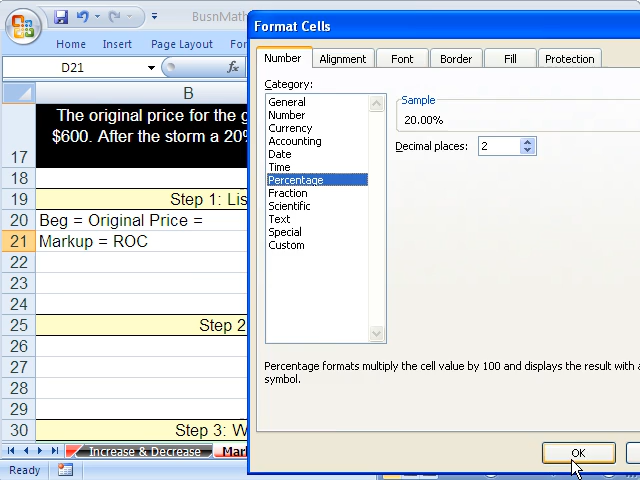 BusnMath
Home Insert Page Layout For
D21
fx
B
17 The original price for the g
$600. After the storm a 20%
18
19 Step 1: Lis
20 Beg = Original Price =
21 Markup = ROC
22
23
24
25 Step 2
26
27
28
29
30 Step 3: W
Increase & Decrease Mar
Ready
Format Cells
Number Alignment Font Border Fill Protection
Category:
General
Number
Currency
Accounting
Date
Time
Percentage
Fraction
Scientific
Text
Special
Custom
Sample
20.00%
Decimal places: 2
Percentage formats multiply the cell value by 100 and displays the result with a
symbol.
OK